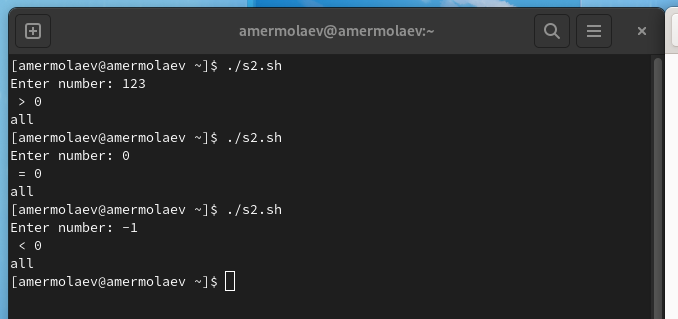 amermolaev@amermolaev:~
[amermolaev@amermolaev ~]$ ./s2.sh
Enter number: 123
 > 0
all
[amermolaev@amermolaev ~]$ ./s2.sh
Enter number: 0
 = 0
all
[amermolaev@amermolaev ~]$ ./s2.sh
Enter number: -1
 < 0
all
[amermolaev@amermolaev ~]$